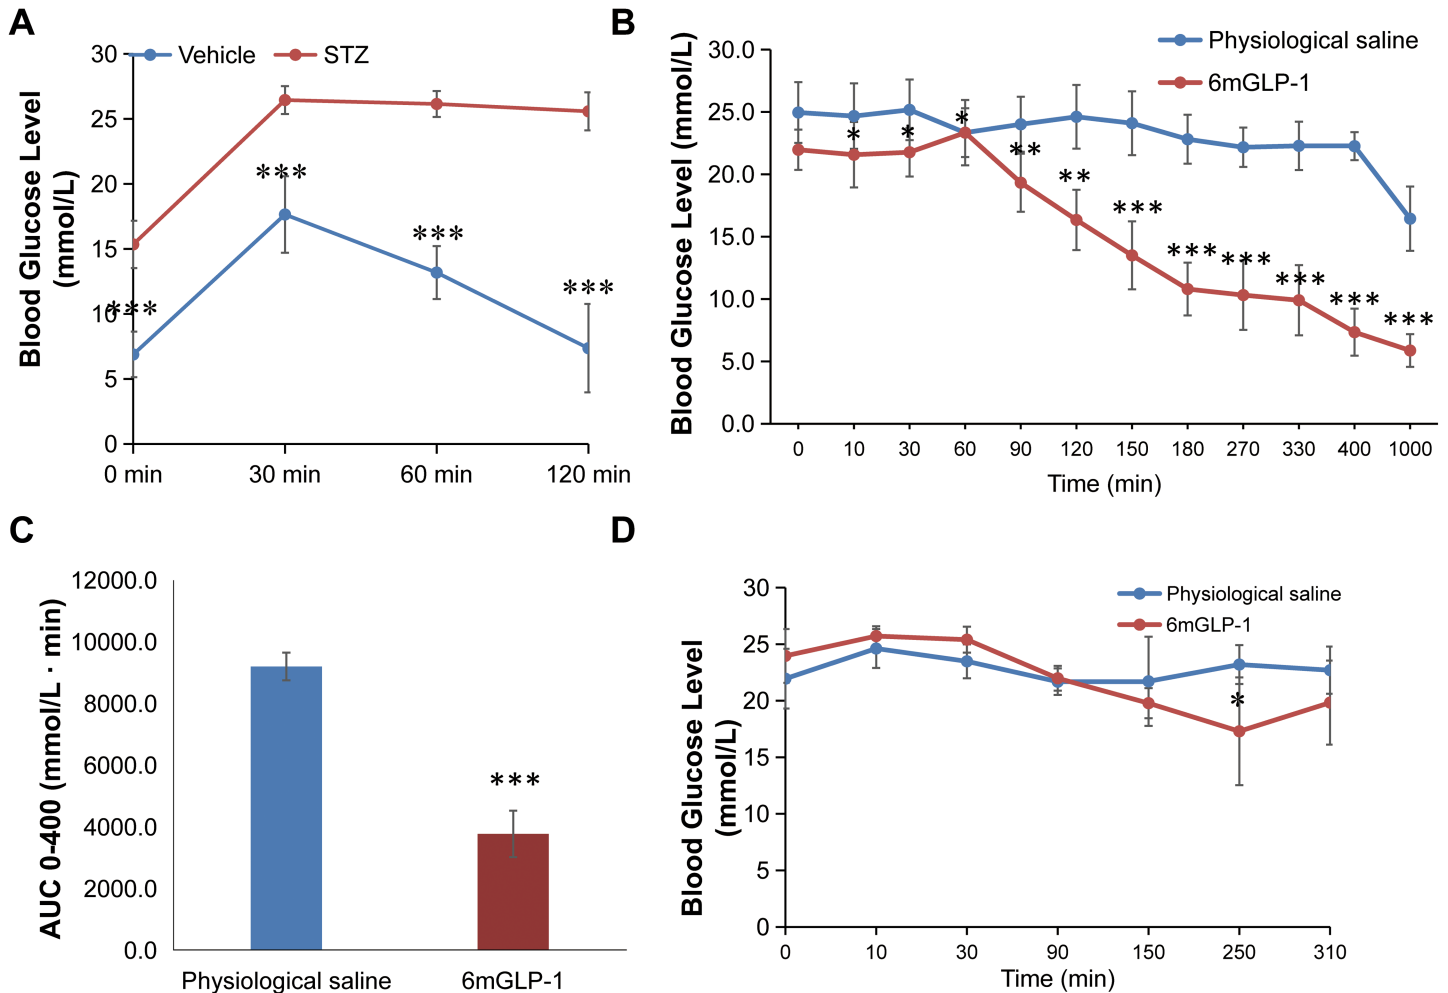 A
Vehicle STZ
30
25
20
15
10
5
0
Blood Glucose Level
(mmol/L)
***
***
***
***
0 min 30 min 60 min 120 min
B
Physiological saline
6mGLP-1
30.0
25.0
20.0
15.0
10.0
5.0
0.0
Blood Glucose Level (mmol/L)
* * * ** ** *** *** *** *** *** ***
0 10 30 60 90 120 150 180 270 330 400 1000
Time (min)
C
12000.0
10000.0
8000.0
6000.0
4000.0
2000.0
0.0
AUC 0-400 (mmol/L · min)
***
Physiological saline 6mGLP-1
D
Physiological saline
6mGLP-1
30
25
20
15
10
5
0
Blood Glucose Level
(mmol/L)
*
0 10 30 90 150 250 310
Time (min)